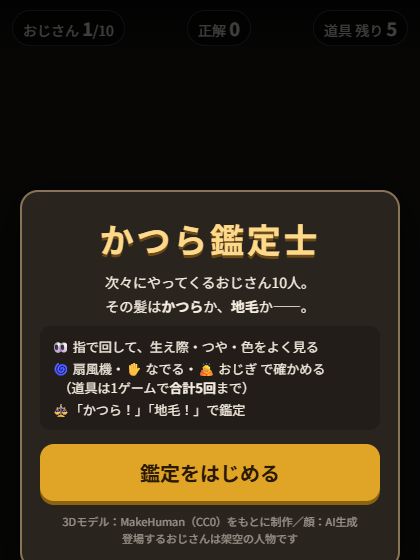 おじさん 1/10 正解 0 道具 残り 5
かつら鑑定士
次々にやってくるおじさん10人。
その髪はかつらか、地毛か――。
👀 指で回して、生え際・つや・色をよく見る
🌀 扇風機・✋ なでる・🙇 おじぎ で確かめる
（道具は1ゲームで合計5回まで）
⚖️「かつら！」「地毛！」で鑑定
鑑定をはじめる
3Dモデル：MakeHuman（CC0）をもとに制作／顔：AI生成
登場するおじさんは架空の人物です